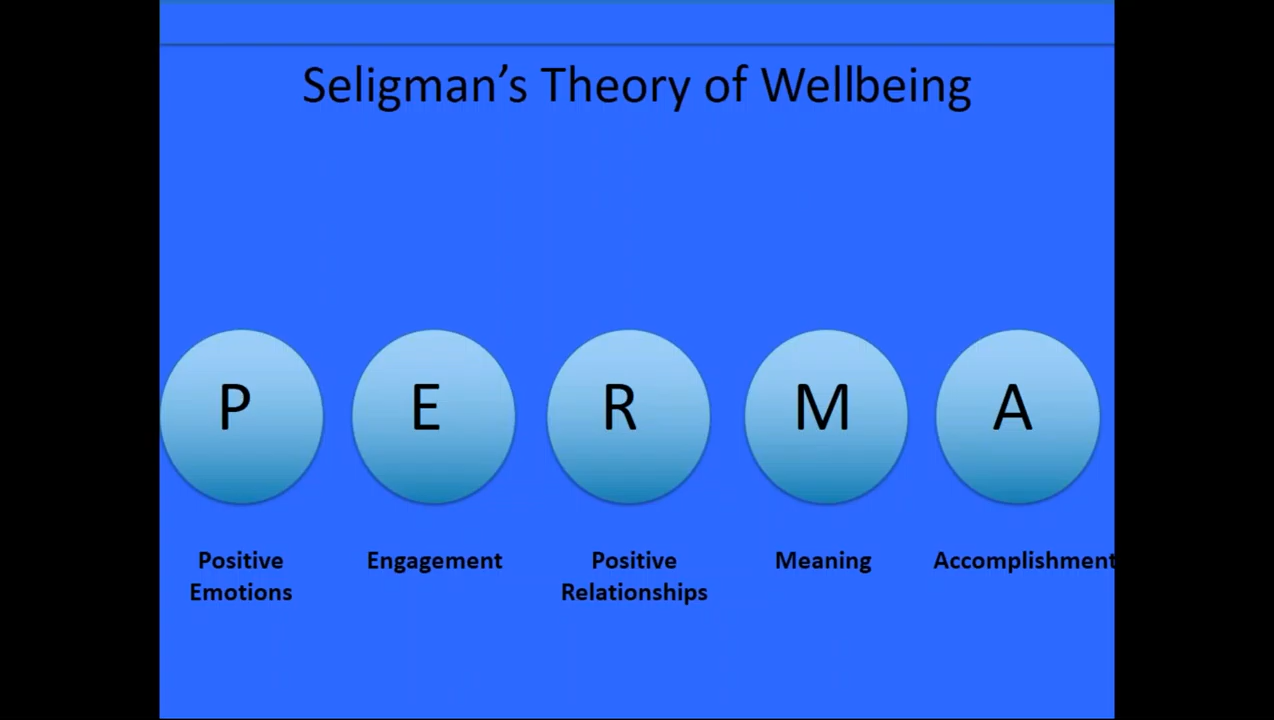 Seligman’s Theory of Wellbeing
P E R M A
Positive Emotions
Engagement
Positive Relationships
Meaning
Accomplishment